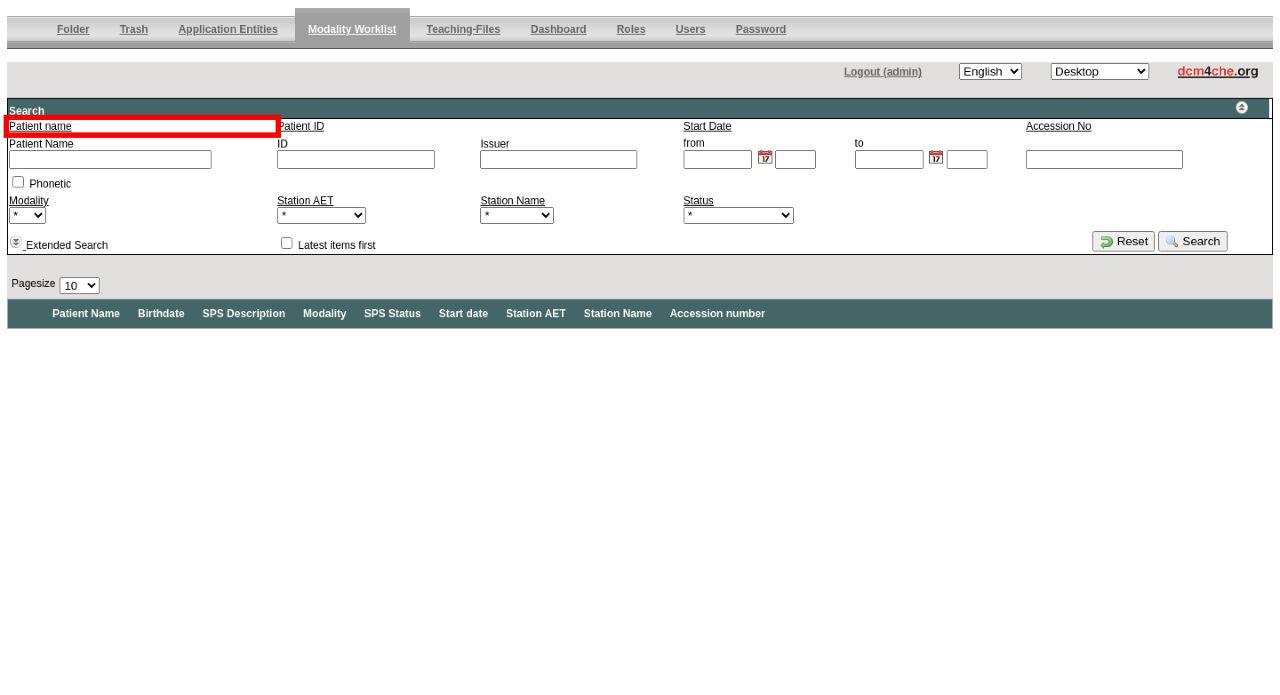 Folder Trash Application Entities Modality Worklist Teaching-Files Dashboard Roles Users Password
Logout (admin) English Desktop dcm4che.org
Search
Patient name Patient ID Start Date Accession No
Patient Name ID Issuer from to
17 17
Phonetic
Modality Station AET Station Name Status
* * * *
Extended Search Latest items first Reset Search
Pagesize 10
Patient Name Birthdate SPS Description Modality SPS Status Start date Station AET Station Name Accession number